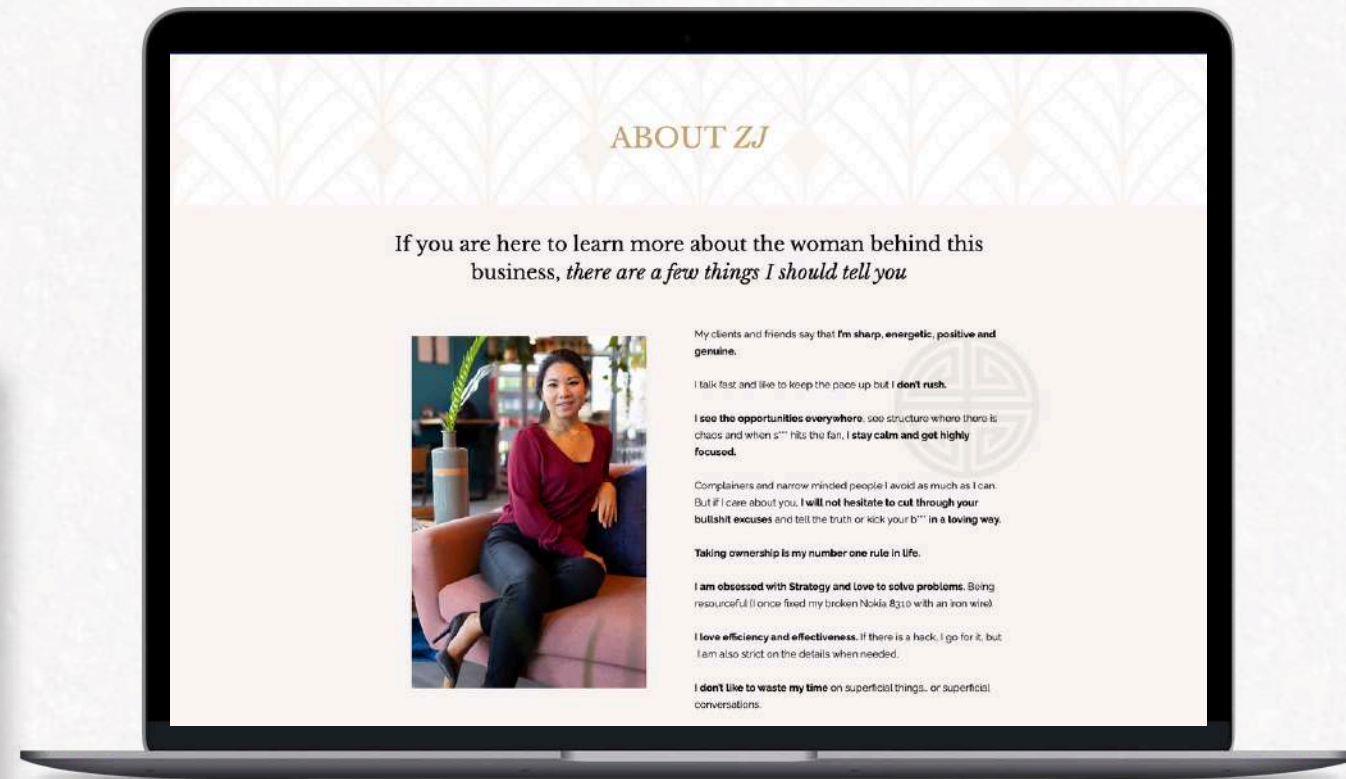 ABOUT ZJ
If you are here to learn more about the woman behind this
business, there are a few things I should tell you
My clients and friends say that I'm sharp, energetic, positive and
genuine.
I talk fast and like to keep the pace up but I don't rush.
I see the opportunities everywhere, see structure where there is
chaos and when s*** hits the fan, I stay calm and get highly
focused.
Complainers and narrow minded people I avoid as much as I can.
But if I care about you, I will not hesitate to cut through your
bullshit excuses and tell the truth or kick your b*** in a loving way.
Taking ownership is my number one rule in life.
I am obsessed with Strategy and love to solve problems. Being
resourceful (I once fixed my broken Nokia 8310 with an iron wire)
I love efficiency and effectiveness. If there is a hack, I go for it, but
I am also strict on the details when needed.
I don't like to waste my time on superficial things.. or superficial
conversations.